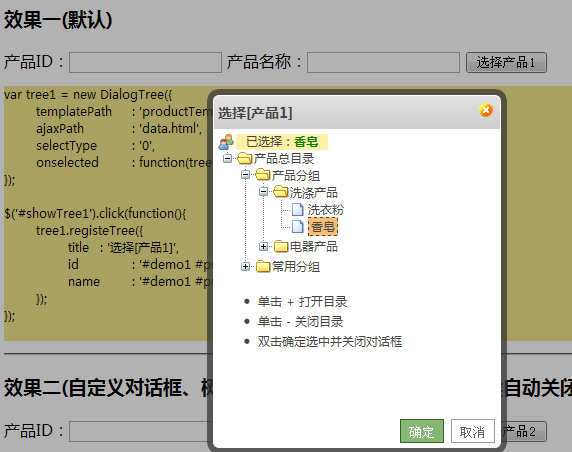 效果一(默认)
产品ID： 产品名称： 选择产品1
var tree1 = new DialogTree({
templatePath : 'productTem
ajaxPath : 'data.html',
selectType : '0',
onselected : function(tree
});
$('#showTree1').click(function(){
tree1.registeTree({
title : '选择[产品1]',
id : '#demo1 #p
name : '#demo1 #p
});
});
选择[产品1]
已选择：香皂
产品总目录
产品分组
洗涤产品
洗衣粉
香皂
电器产品
常用分组
• 单击 + 打开目录
• 单击 - 关闭目录
• 双击确定选中并关闭对话框
确定 取消
效果二(自定义对话框、 自动关闭
产品ID： 产品2